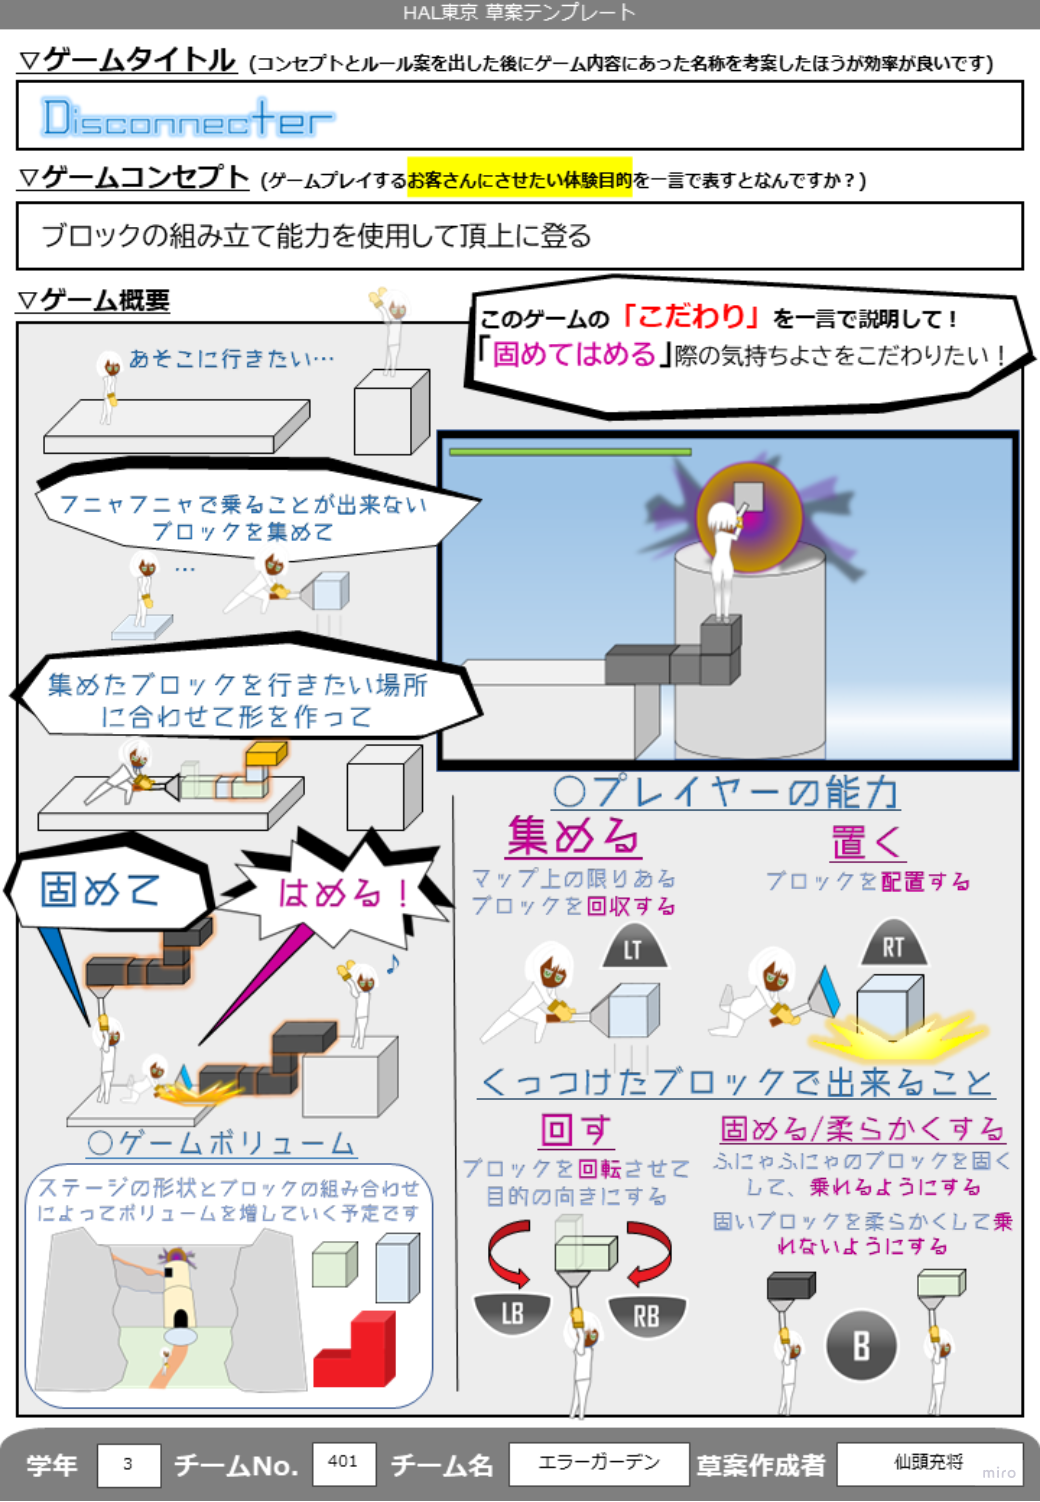 HAL東京 草案テンプレート
▽ゲームタイトル (コンセプトとルール案を出した後にゲーム内容にあった名称を考案したほうが効率が良いです)
Disconnecter
▽ゲームコンセプト (ゲームプレイするお客さんにさせたい体験目的を一言で表すとなんですか？)
ブロックの組み立て能力を使用して頂上に登る
▽ゲーム概要
このゲームの「こだわり」を一言で説明して！
「固めてはめる」際の気持ちよさをこだわりたい！
あそこに行きたい…
フニャフニャで乗ることが出来ない
ブロックを集めて
…
集めたブロックを行きたい場所
に合わせて形を作って
固めて
はめる！
♪
○ゲームボリューム
ステージの形状とブロックの組み合わせ
によってボリュームを増していく予定です
○プレイヤーの能力
集める
マップ上の限りある
ブロックを回収する
LT
置く
ブロックを配置する
RT
くっつけたブロックで出来ること
回す
ブロックを回転させて
目的の向きにする
LB
RB
固める/柔らかくする
ふにゃふにゃのブロックを固く
して、乗れるようにする
固いブロックを柔らかくして乗
れないようにする
B
学年 3 チームNo. 401 チーム名 エラーガーデン 草案作成者 仙頭充将
miro